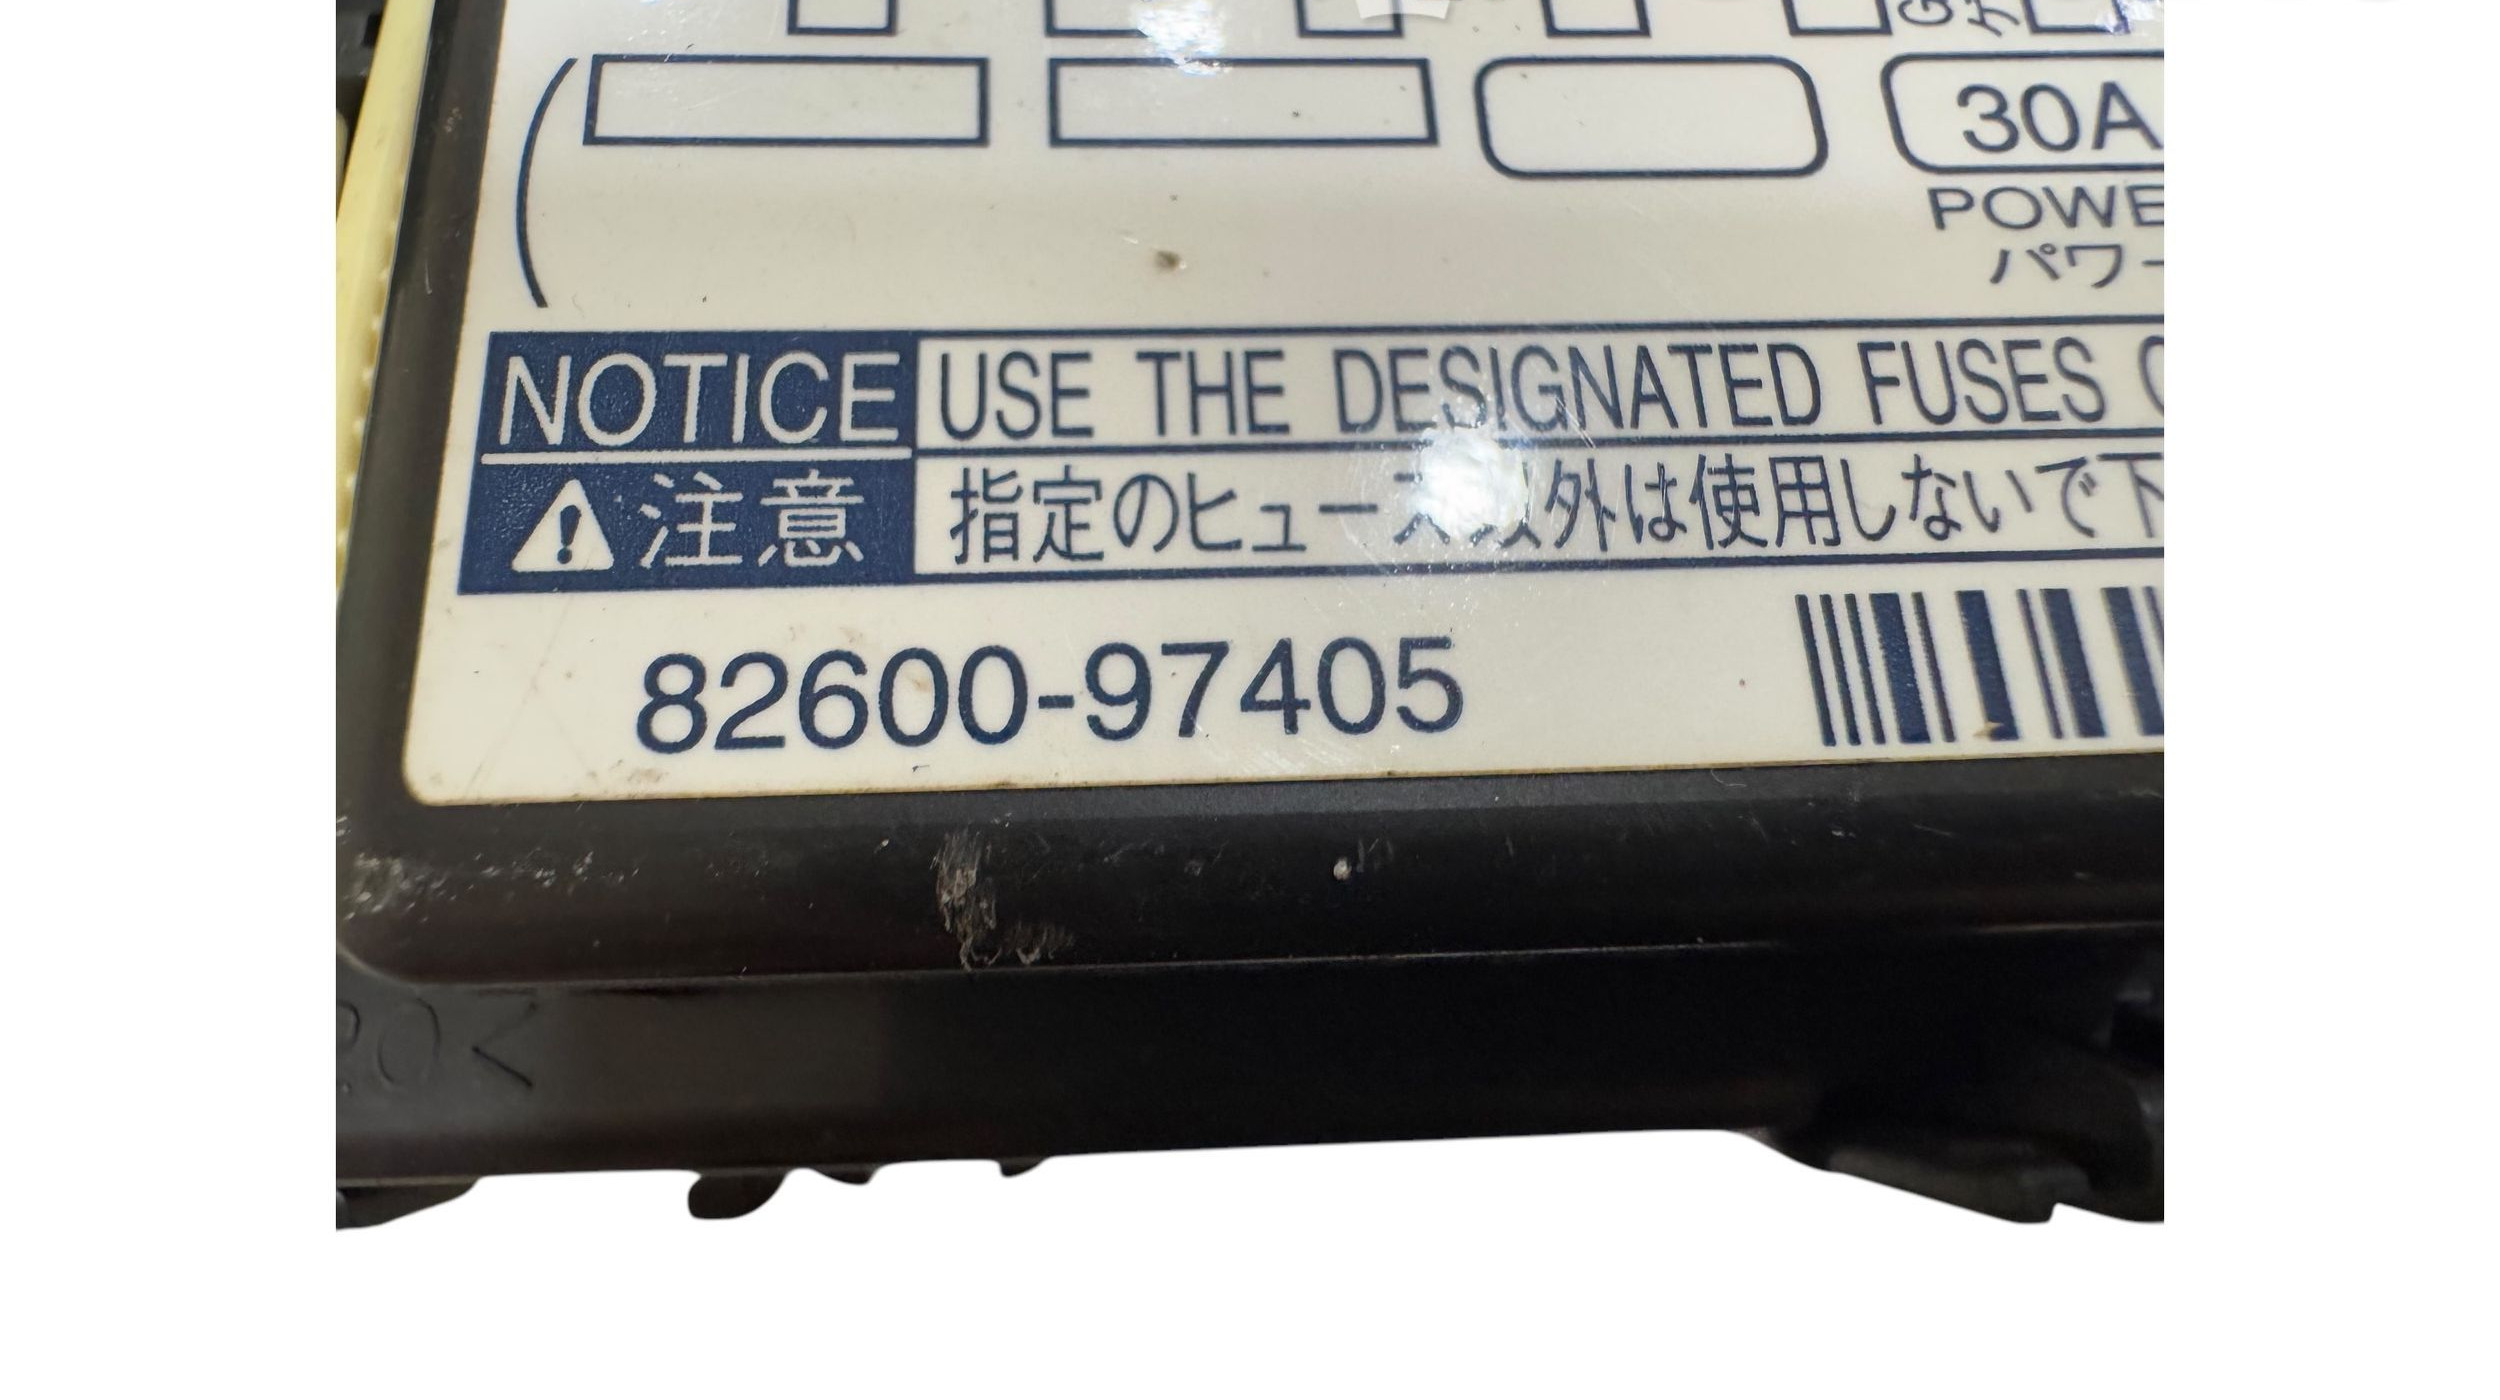 30A
POWE
パワー
NOTICE USE THE DESIGNATED FUSES
注意 指定のヒューズ以外は使用しないで下
82600-97405